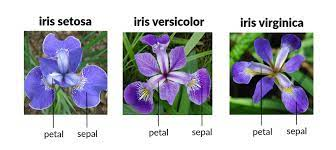 iris setosa
iris versicolor
iris virginica
petal
sepal
petal
sepal
petal
sepal